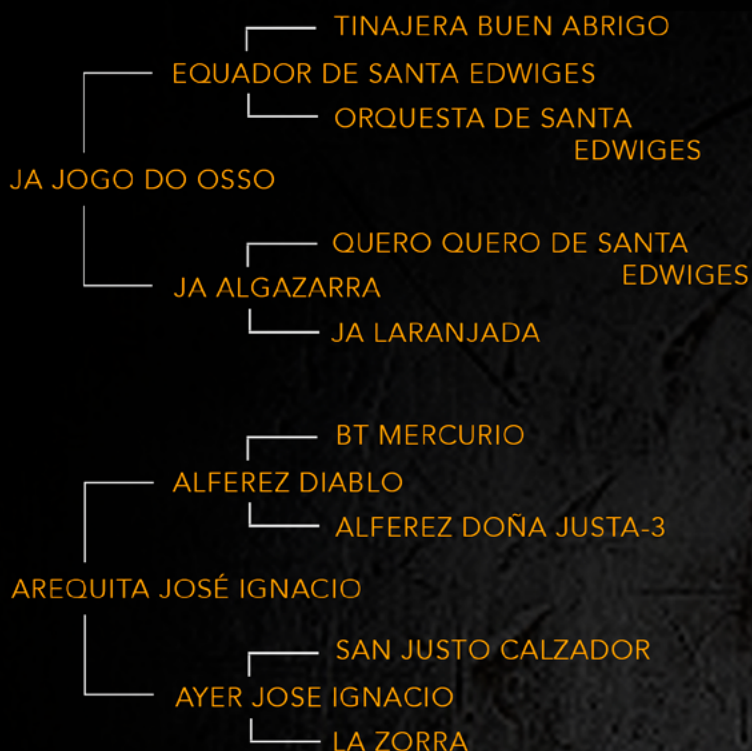 TINAJERA BUEN ABRIGO
EQUADOR DE SANTA EDWIGES
ORQUESTA DE SANTA
EDWIGES
JA JOGO DO OSSO
QUERO QUERO DE SANTA
EDWIGES
JA ALGAZARRA
JA LARANJADA
BT MERCURIO
ALFEREZ DIABLO
ALFEREZ DOÑA JUSTA-3
AREQUITA JOSÉ IGNACIO
SAN JUSTO CALZADOR
AYER JOSE IGNACIO
LA ZORRA